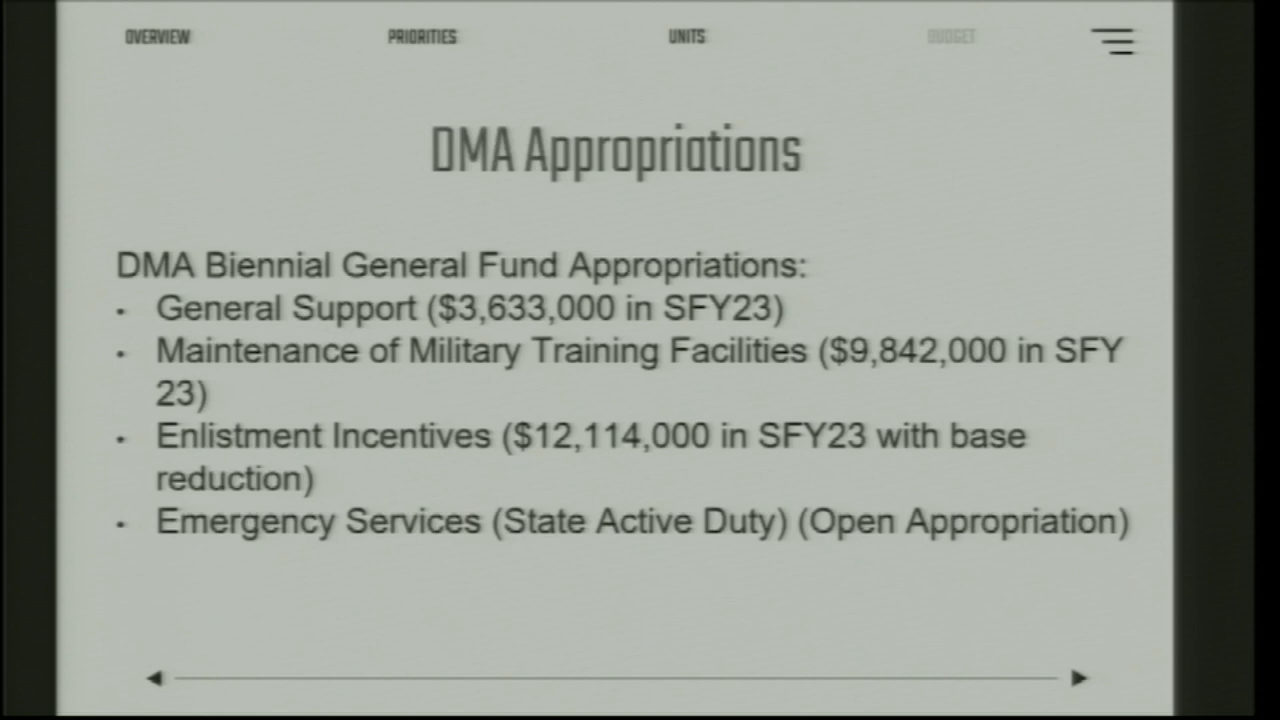 OVERVIEW PRIORITIES UNITS BUDGET
DMA Appropriations
DMA Biennial General Fund Appropriations:
• General Support ($3,633,000 in SFY23)
• Maintenance of Military Training Facilities ($9,842,000 in SFY
23)
• Enlistment Incentives ($12,114,000 in SFY23 with base
reduction)
• Emergency Services (State Active Duty) (Open Appropriation)